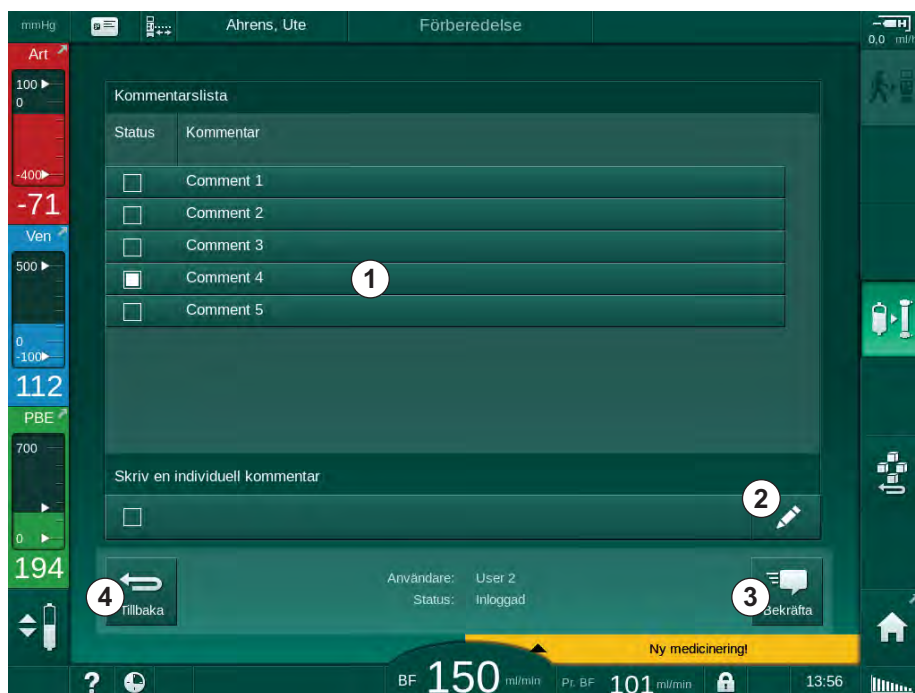 mmHg
Ahrens, Ute
Förberedelse
0,0 ml/h
Art
100
0
-400
-71
Ven
500
0
-100
112
PBE
700
0
194
Kommentarslista
Status Kommentar
Comment 1
Comment 2
Comment 3
Comment 4
1
Comment 5
Skriv en individuell kommentar
2
4
Tillbaka
Användare: User 2
Status: Inloggad
3
Bekräfta
Ny medicinering!
? BF 150 ml/min Pr. BF 101 ml/min 13:56
H